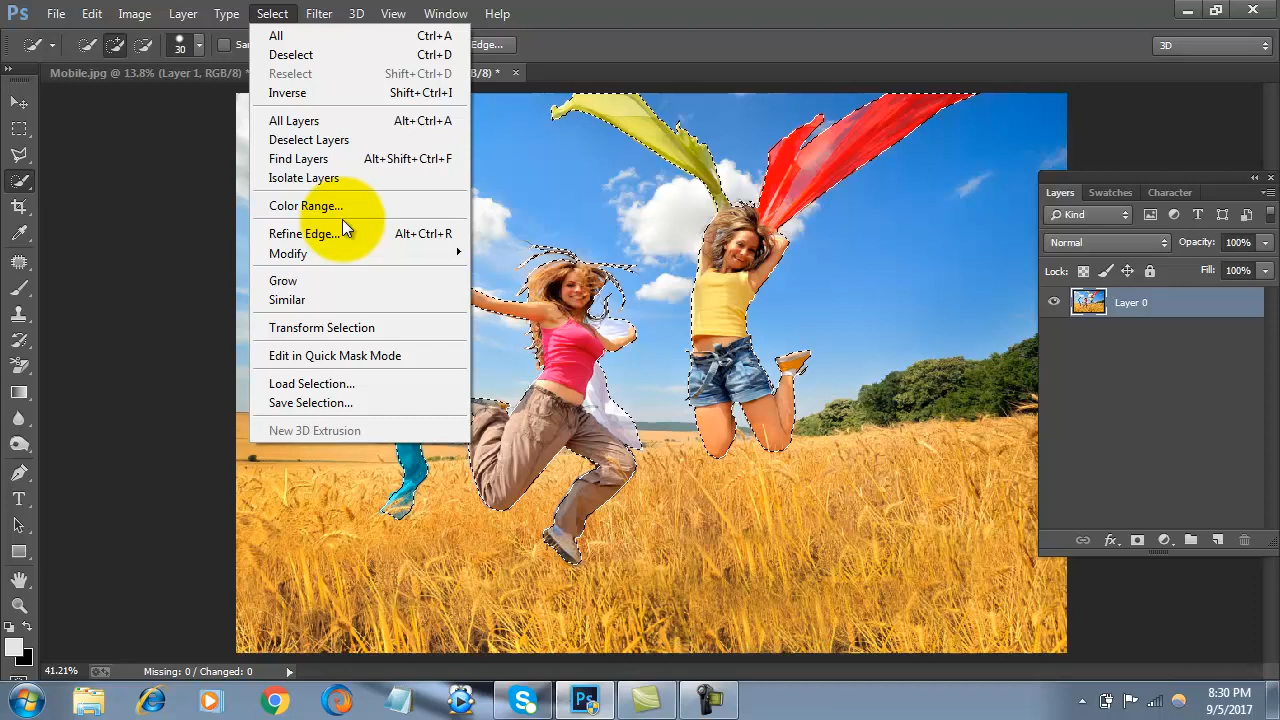 Ps File Edit Image Layer Type Select Filter 3D View Window Help
30 Sa Edge... 3D
Mobile.jpg @ 13.8% (Layer 1, RGB/8) * B/8) *
All Ctrl+A
Deselect Ctrl+D
Reselect Shift+Ctrl+D
Inverse Shift+Ctrl+I
All Layers Alt+Ctrl+A
Deselect Layers
Find Layers Alt+Shift+Ctrl+F
Isolate Layers
Color Range...
Refine Edge... Alt+Ctrl+R
Modify
Grow
Similar
Transform Selection
Edit in Quick Mask Mode
Load Selection...
Save Selection...
New 3D Extrusion
Layers Swatches Character
Kind
Normal Opacity: 100%
Lock: Fill: 100%
Layer 0
fx
41.21% Missing: 0 / Changed: 0
Ps
8:30 PM
9/5/2017